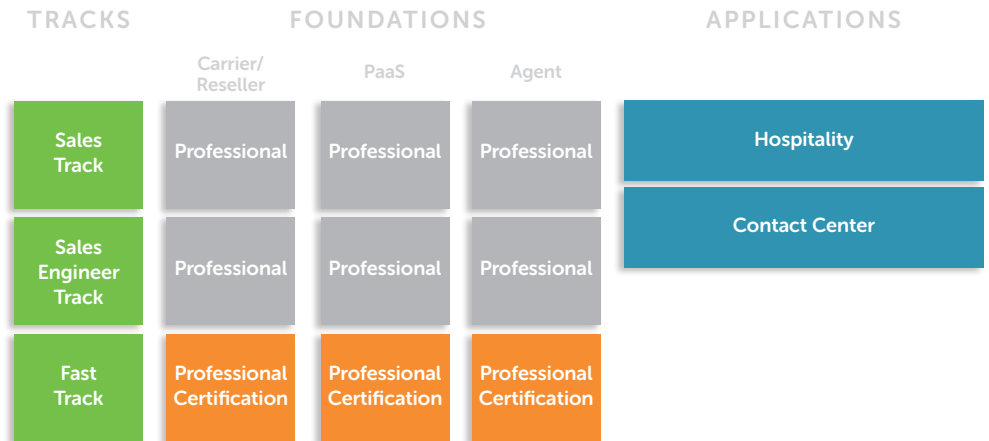 TRACKS
FOUNDATIONS
APPLICATIONS
Carrier/
Reseller
PaaS
Agent
Sales
Track
Professional
Professional
Professional
Hospitality
Contact Center
Sales
Engineer
Track
Professional
Professional
Professional
Fast
Track
Professional
Certification
Professional
Certification
Professional
Certification